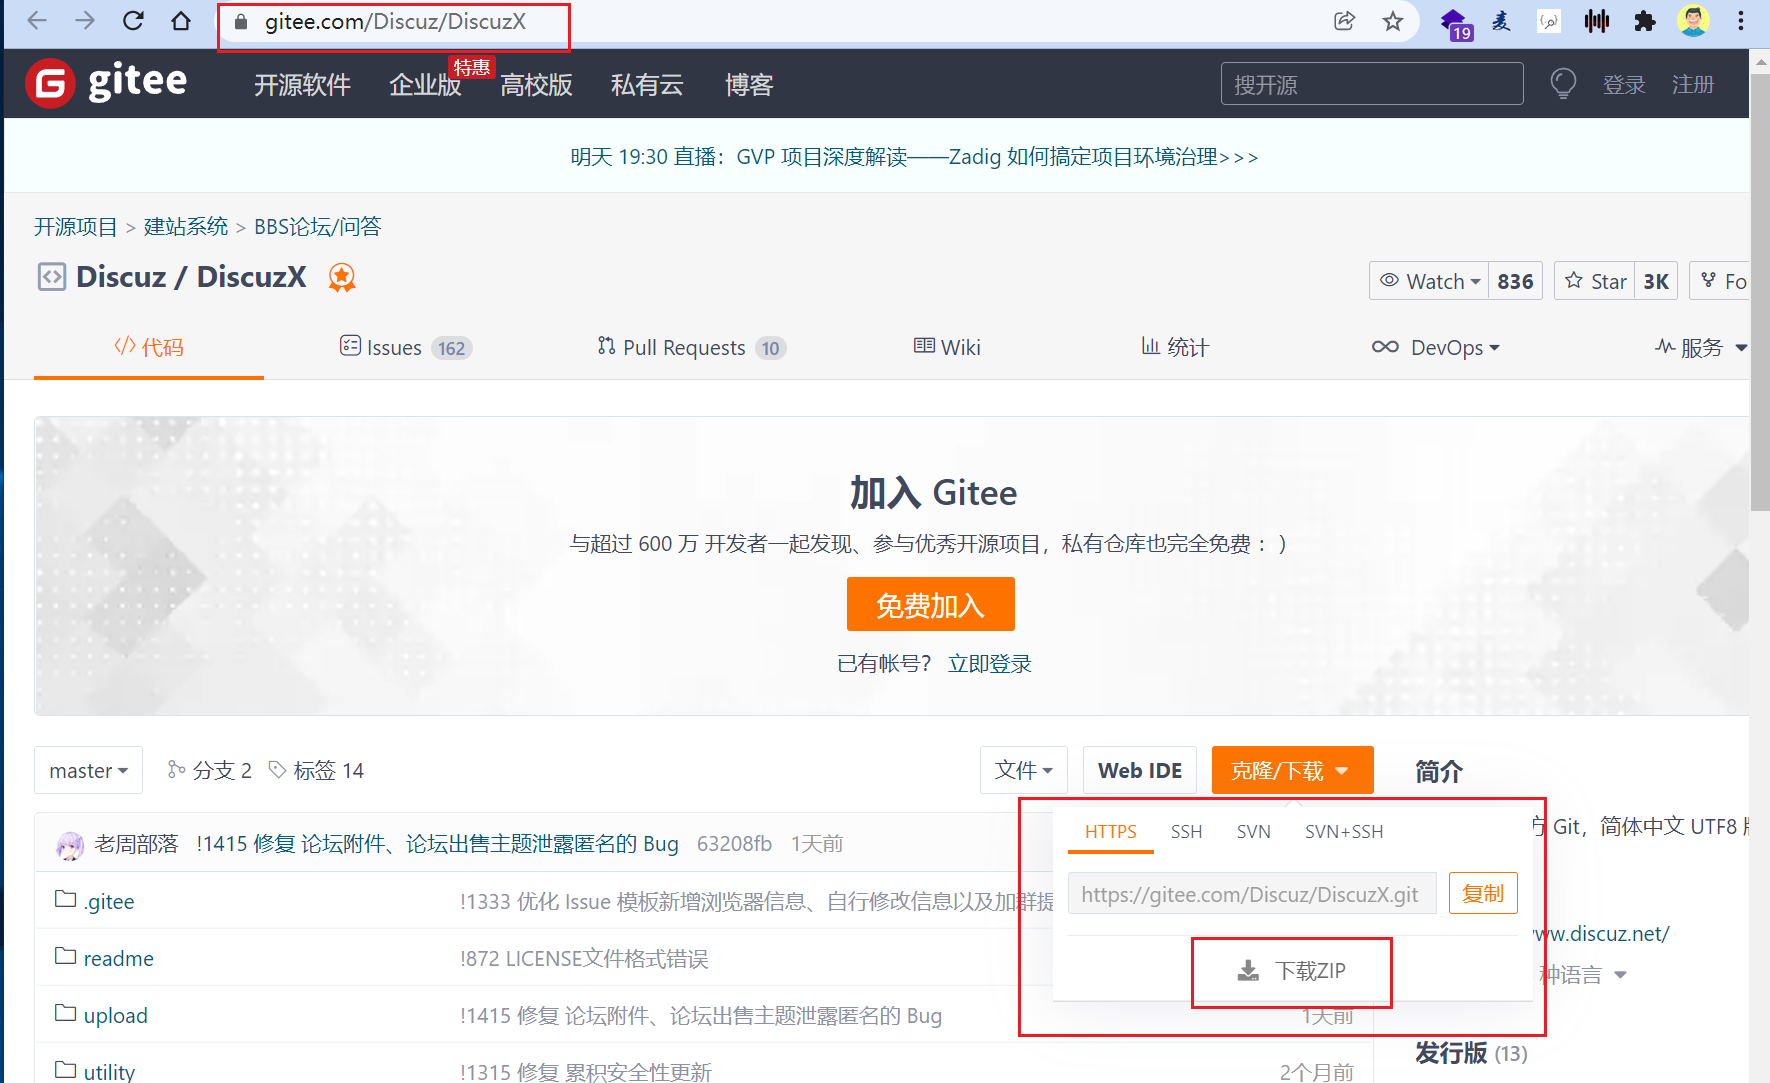 gitee.com/Discuz/DiscuzX
19
gitee 开源软件 企业版 特惠 高校版 私有云 博客 搜开源 登录 注册
明天 19:30 直播：GVP 项目深度解读——Zadig 如何搞定项目环境治理>>>
开源项目 > 建站系统 > BBS论坛/问答
Discuz / DiscuzX
Watch 836 Star 3K Fo
代码 Issues 162 Pull Requests 10 Wiki 统计 DevOps 服务
加入 Gitee
与超过 600 万 开发者一起发现、参与优秀开源项目，私有仓库也完全免费：）
免费加入
已有帐号？ 立即登录
master 分支 2 标签 14 文件 Web IDE 克隆/下载 简介
老周部落 !1415 修复 论坛附件、论坛出售主题泄露匿名的 Bug 63208fb 1天前
HTTPS SSH SVN SVN+SSH
方 Git，简体中文 UTF8
https://gitee.com/Discuz/DiscuzX.git 复制
.gitee !1333 优化 Issue 模板新增浏览器信息、自行修改信息以及加群提
www.discuz.net/
readme !872 LICENSE文件格式错误
下载ZIP
种语言
upload !1415 修复 论坛附件、论坛出售主题泄露匿名的 Bug 1天前
发行版 (13)
utility !1315 修复 累积安全性更新 2个月前